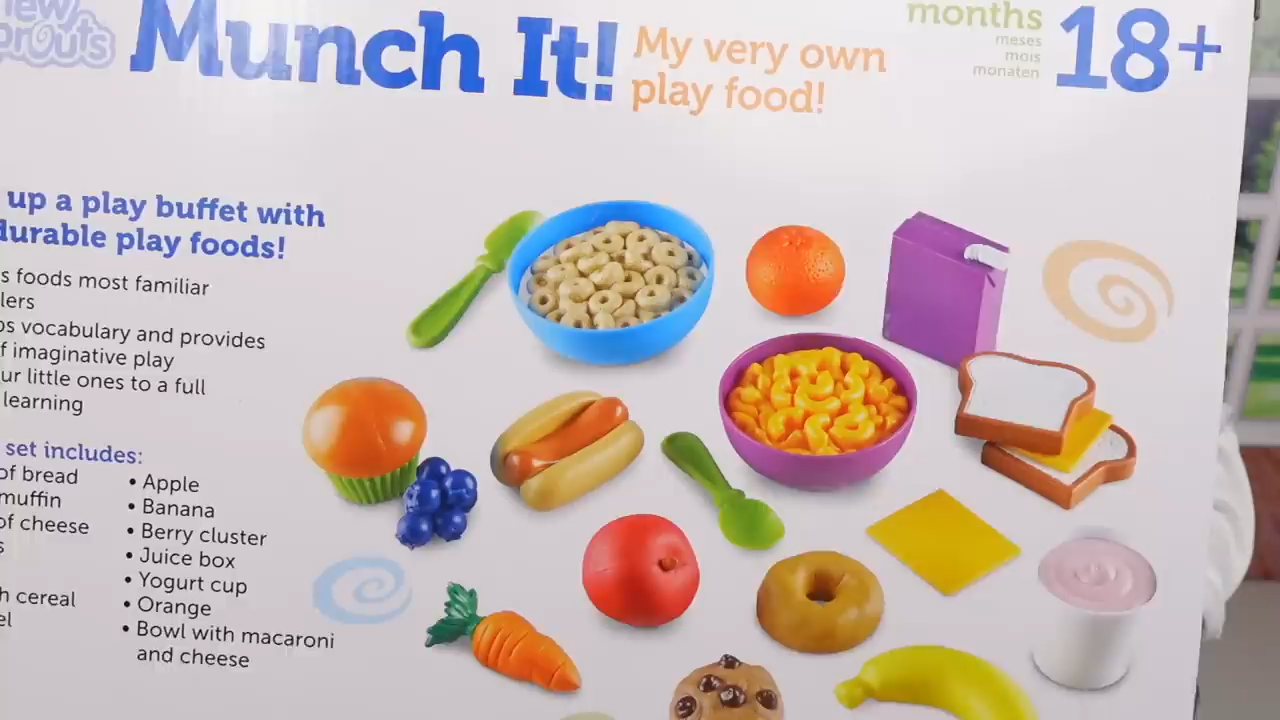 new
sprouts
Munch It!
My very own
play food!
months
meses
mois
monaten
18+
up a play buffet with
durable play foods!
s foods most familiar
lers
ps vocabulary and provides
f imaginative play
ur little ones to a full
learning
set includes:
of bread
muffin
of cheese
s
h cereal
el
• Apple
• Banana
• Berry cluster
• Juice box
• Yogurt cup
• Orange
• Bowl with macaroni
and cheese